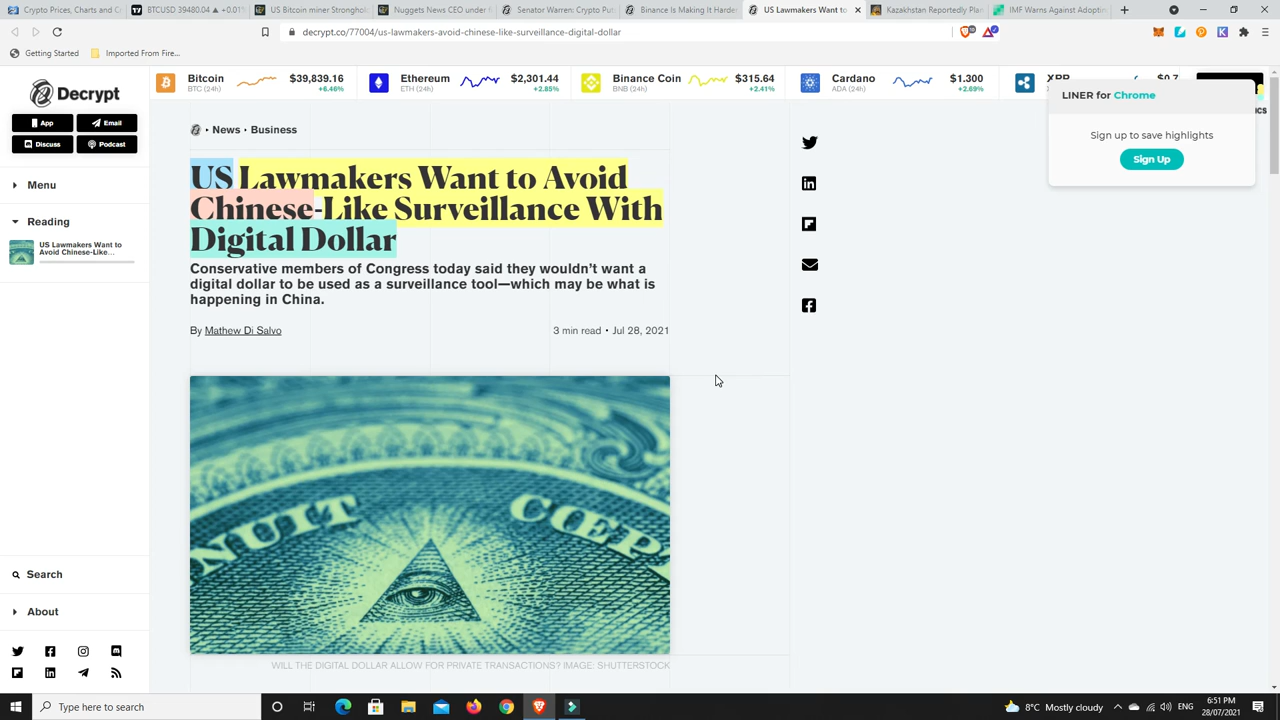 Crypto Prices, Charts and Cr
BTCUSD 39480.04 ▲ +0.01%
US Bitcoin miner Stronghol
Nuggets News CEO under
Senator Warren: Crypto Put
Binance Is Making It Harder
US Lawmakers Want to
Kazakhstan Reportedly Plan
IMF Warns Against Adoptin
decrypt.co/77004/us-lawmakers-avoid-chinese-like-surveillance-digital-dollar
Getting Started
Imported From Fire...
Decrypt
App
Email
Discuss
Podcast
Menu
Reading
US Lawmakers Want to
Avoid Chinese-Like...
Search
About
Bitcoin $39,839.16
BTC (24h) +6.46%
Ethereum $2,301.44
ETH (24h) +2.85%
Binance Coin $315.64
BNB (24h) +2.41%
Cardano $1.300
ADA (24h) +2.69%
XRP $0.7
LINER for Chrome
Sign up to save highlights
Sign Up
News • Business
US Lawmakers Want to Avoid
Chinese-Like Surveillance With
Digital Dollar
Conservative members of Congress today said they wouldn't want a
digital dollar to be used as a surveillance tool—which may be what is
happening in China.
By Mathew Di Salvo
3 min read • Jul 28, 2021
NUIT COEP
WILL THE DIGITAL DOLLAR ALLOW FOR PRIVATE TRANSACTIONS? IMAGE: SHUTTERSTOCK
Type here to search
8°C Mostly cloudy
ENG
6:51 PM
28/07/2021